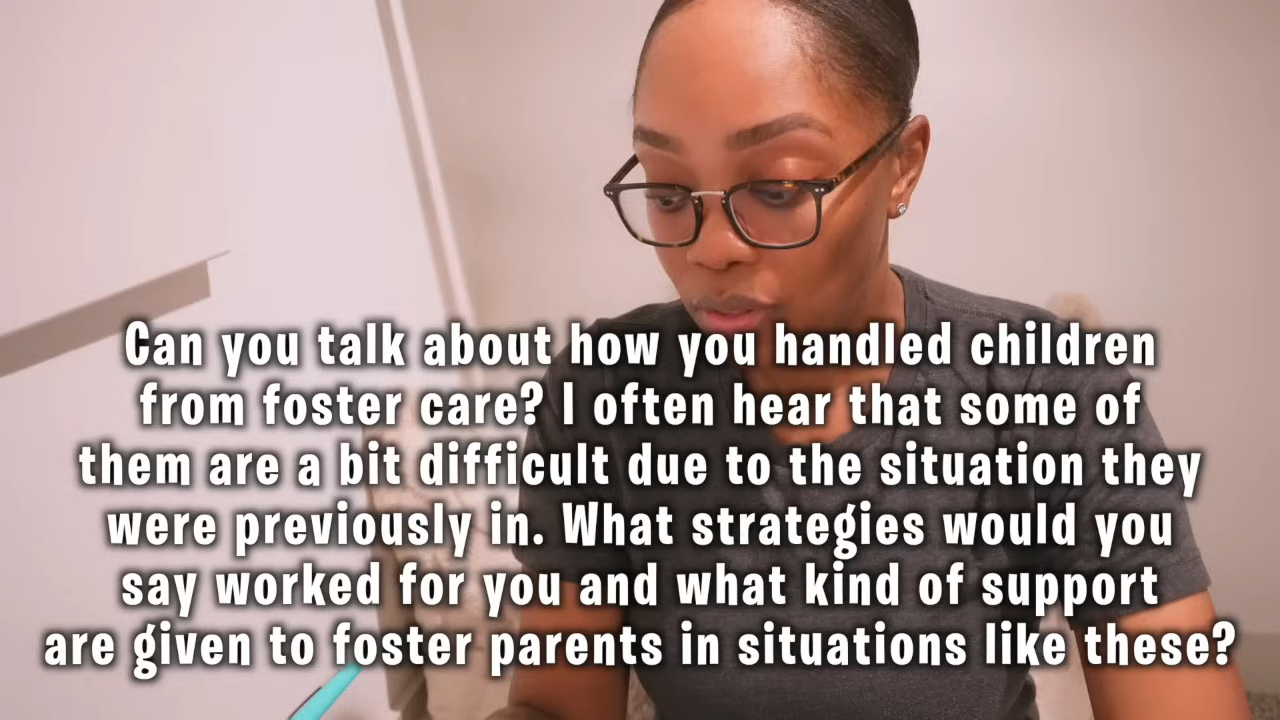 Can you talk about how you handled children
from foster care? I often hear that some of
them are a bit difficult due to the situation they
were previously in. What strategies would you
say worked for you and what kind of support
are given to foster parents in situations like these?